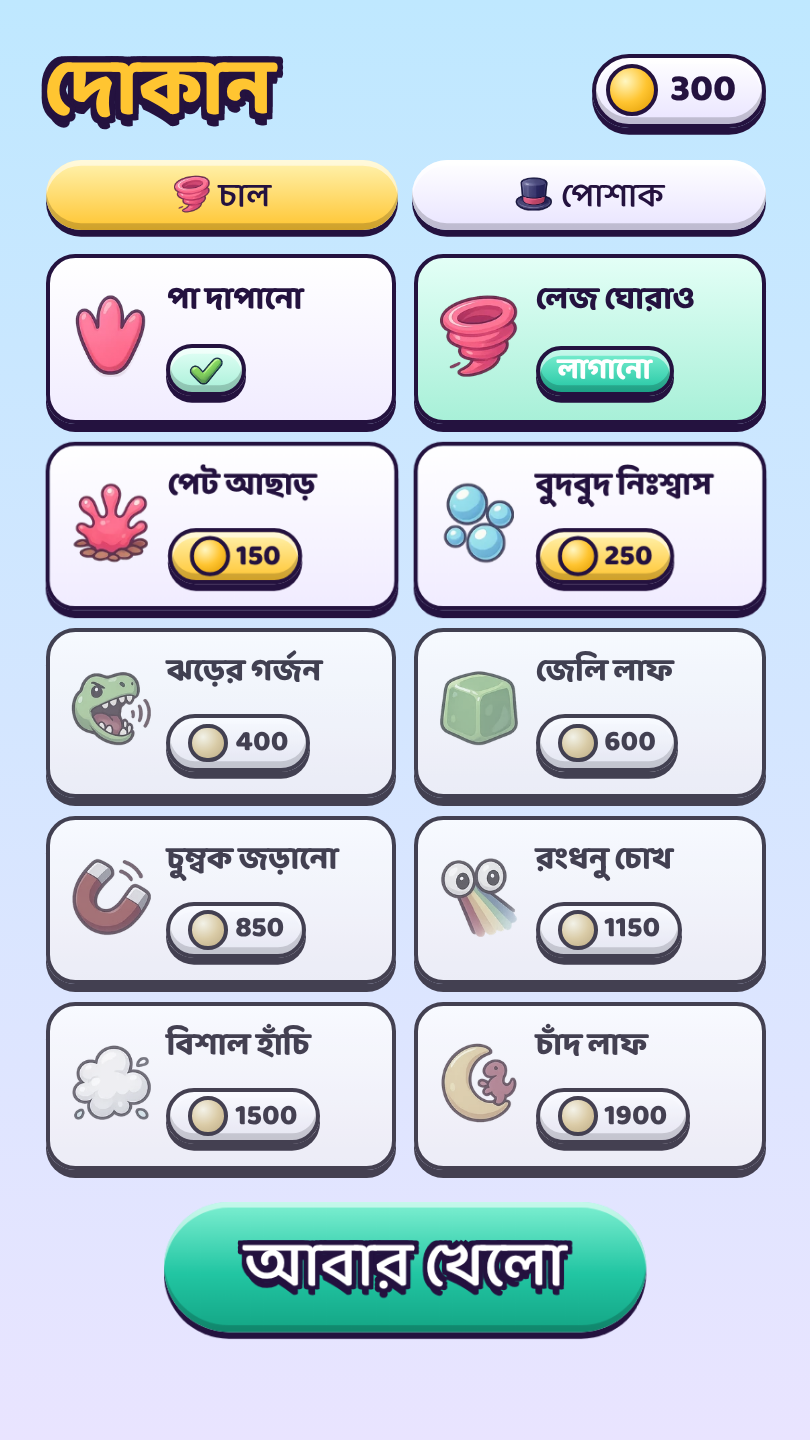 দোকান
300
চাল
পোশাক
পা দাপানো
লেজ ঘোরাও
লাগানো
পেট আছাড়
150
বুদবুদ নিঃশ্বাস
250
ঝড়ের গর্জন
400
জেলি লাফ
600
চুম্বক জড়ানো
850
রংধনু চোখ
1150
বিশাল হাঁচি
1500
চাঁদ লাফ
1900
আবার খেলো